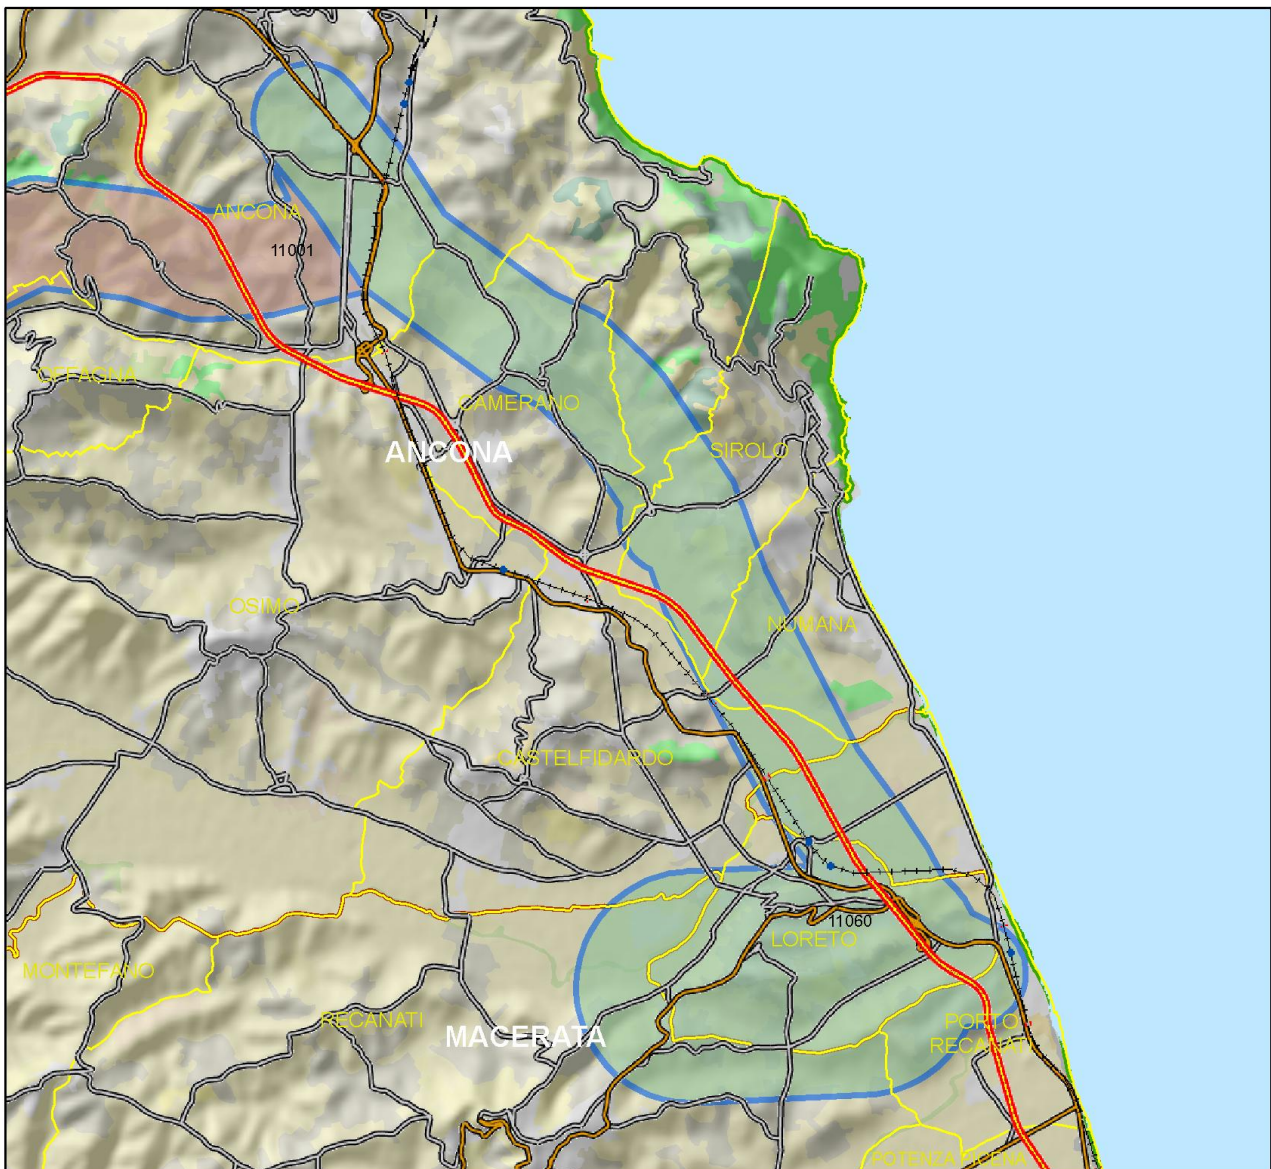 ANCONA
11001
OFFAGNA
CAMERANO
ANCONA
SIROLO
OSIMO
NUMANA
CASTELFIDARDO
11060
LORETO
MONTEFANO
RECANATI
MACERATA
PORTO
RECANATI
POTENZA PICENA